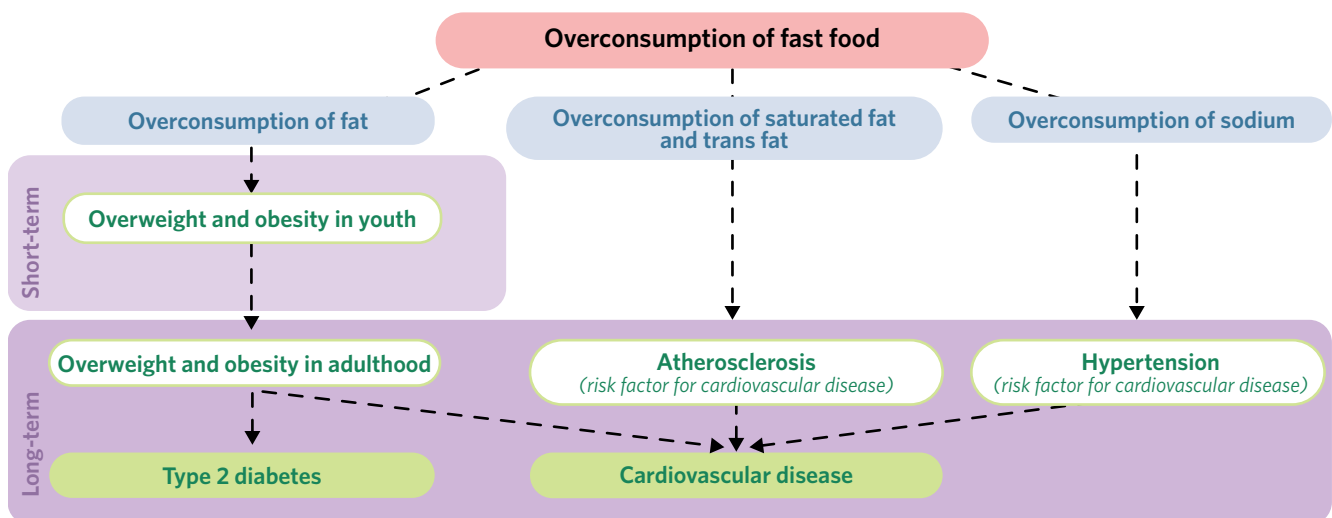 Overconsumption of fast food
Overconsumption of fat
Overconsumption of saturated fat
and trans fat
Overconsumption of sodium
Short-term
Overweight and obesity in youth
Long-term
Overweight and obesity in adulthood
Atherosclerosis
(risk factor for cardiovascular disease)
Hypertension
(risk factor for cardiovascular disease)
Type 2 diabetes
Cardiovascular disease